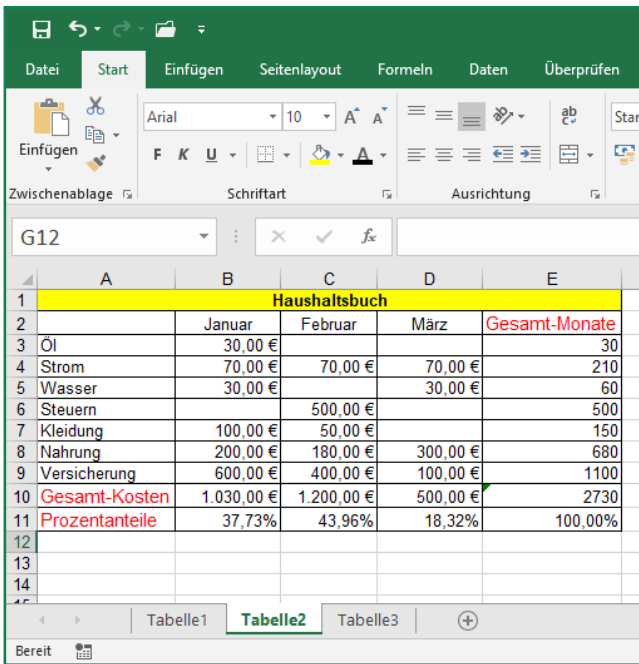 Datei Start Einfügen Seitenlayout Formeln Daten Überprüfen
Einfügen
Arial 10 A A ab c Star
F K U A
Zwischenablage Schriftart Ausrichtung
G12 fx
A B C D E
1 Haushaltsbuch
2 Januar Februar März Gesamt-Monate
3 Öl 30,00 € 30
4 Strom 70,00 € 70,00 € 70,00 € 210
5 Wasser 30,00 € 30,00 € 60
6 Steuern 500,00 € 500
7 Kleidung 100,00 € 50,00 € 150
8 Nahrung 200,00 € 180,00 € 300,00 € 680
9 Versicherung 600,00 € 400,00 € 100,00 € 1100
10 Gesamt-Kosten 1.030,00 € 1.200,00 € 500,00 € 2730
11 Prozentanteile 37,73% 43,96% 18,32% 100,00%
12
13
14
Tabelle1 Tabelle2 Tabelle3
Bereit